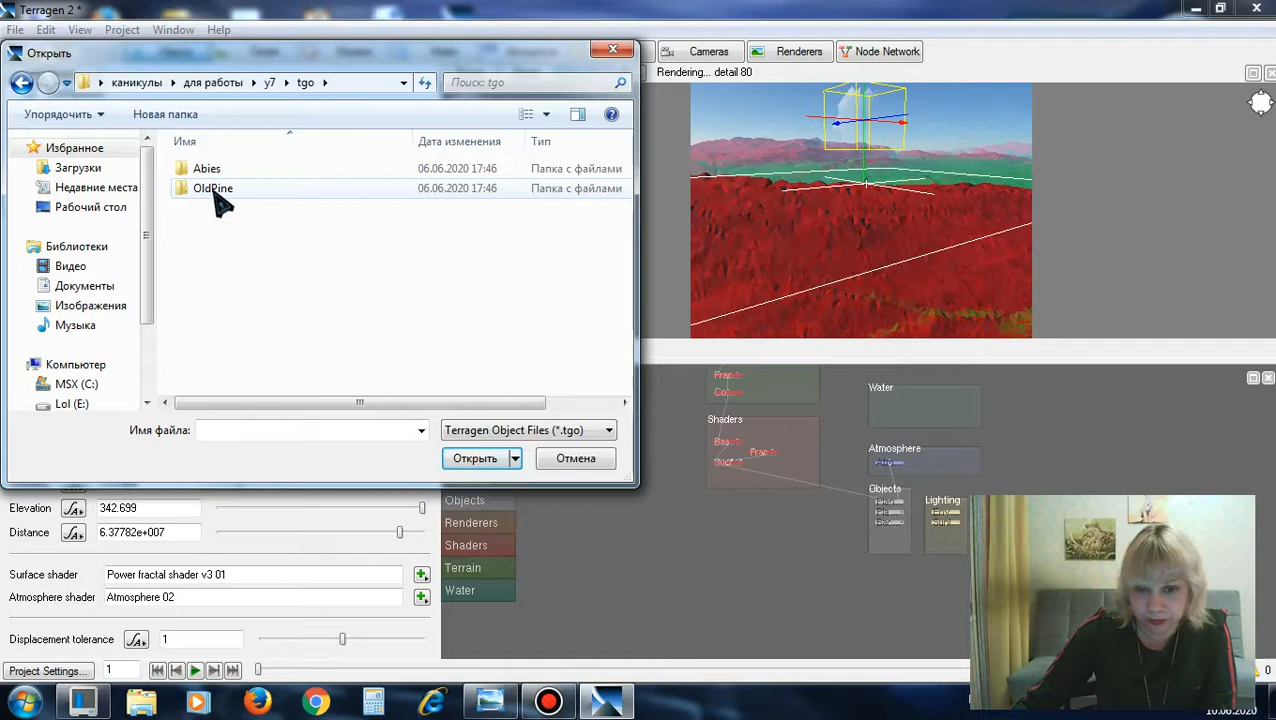 Terragen 2 *
File Edit View Project Window Help
Открыть
каникулы для работы y7 tgo
Поиск: tgo
Упорядочить Новая папка
Имя Дата изменения Тип
Избранное
Загрузки
Недавние места
Рабочий стол
Библиотеки
Видео
Документы
Изображения
Музыка
Компьютер
MSX (C:)
Lol (E:)
Abies 06.06.2020 17:46 Папка с файлами
OldPine 06.06.2020 17:46 Папка с файлами
Имя файла: Terragen Object Files (*.tgo)
Открыть Отмена
Cameras Renderers Node Network
Rendering... detail 80
Shaders
Water
Atmosphere
Objects
Lighting
Elevation 342.699
Distance 6.37782e+007
Surface shader Power fractal shader v3 01
Atmosphere shader Atmosphere 02
Displacement tolerance 1
Objects
Renderers
Shaders
Terrain
Water
Project Settings... 1
0
10.06.2020